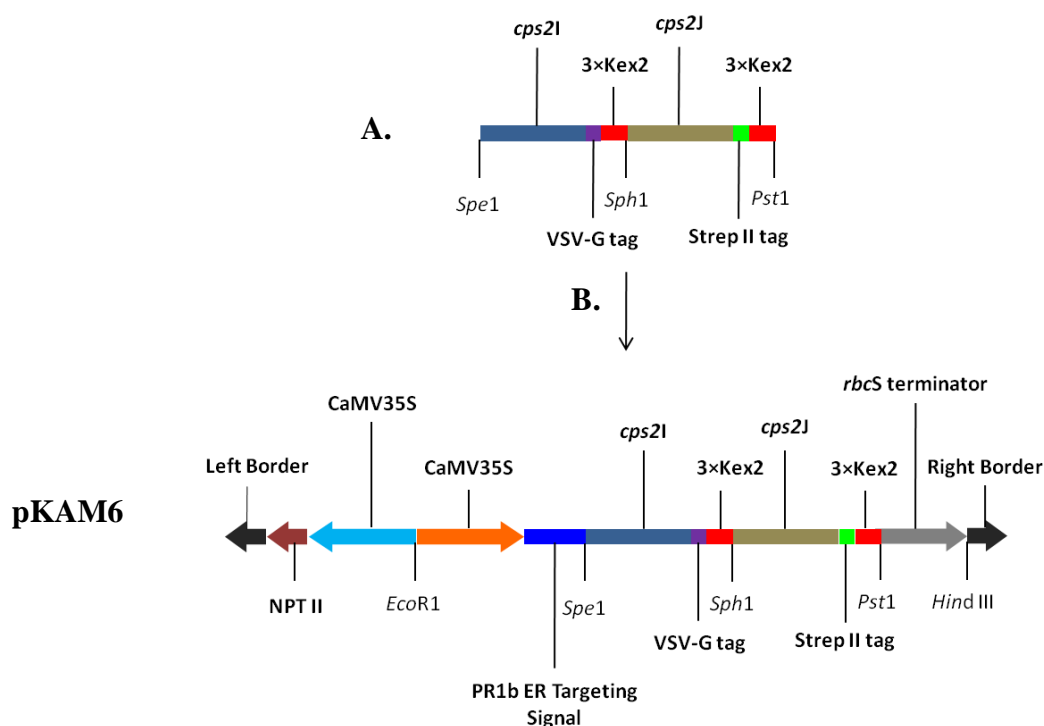 cps2I
cps2J
3×Kex2
3×Kex2
A.
Spe1
Sph1
Pst1
VSV-G tag
Strep II tag
B.
rbcS terminator
CaMV35S
cps2I
cps2J
Left Border
CaMV35S
3×Kex2
3×Kex2
Right Border
pKAM6
NPT II
EcoR1
Spe1
Sph1
Pst1
Hind III
VSV-G tag
Strep II tag
PR1b ER Targeting
Signal